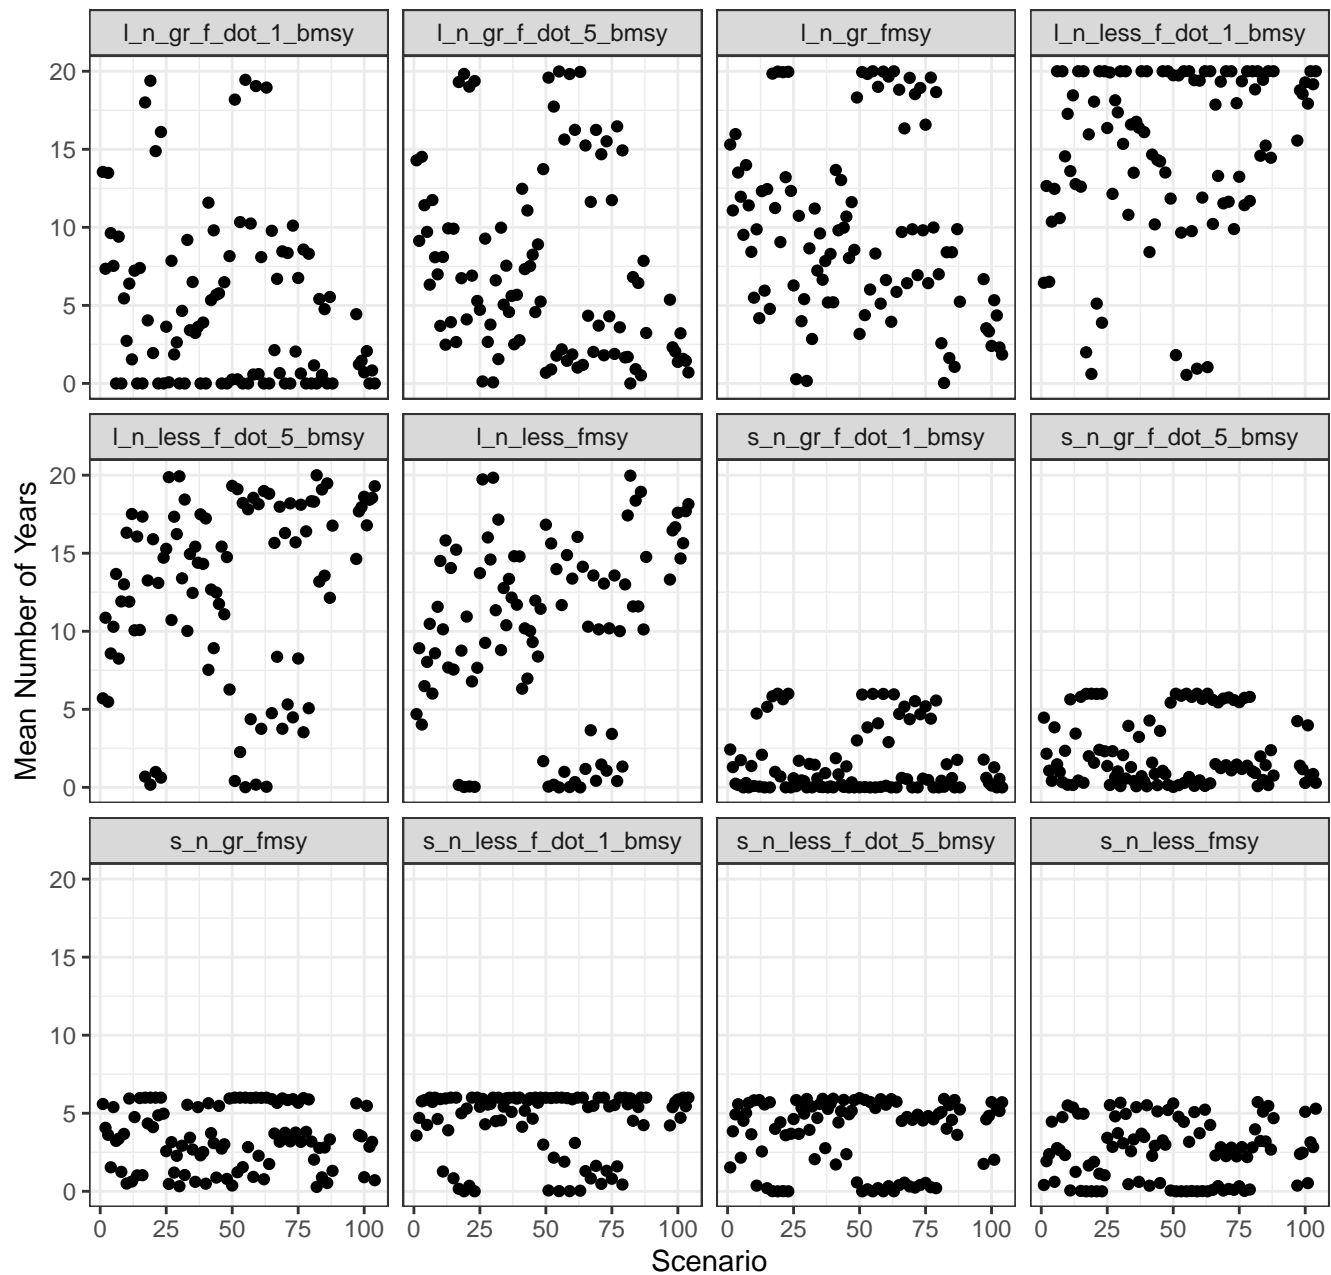 l_n_gr_f_dot_1_bmsy l_n_gr_f_dot_5_bmsy l_n_gr_fmsy l_n_less_f_dot_1_bmsy
20
15
10
5
0
l_n_less_f_dot_5_bmsy l_n_less_fmsy s_n_gr_f_dot_1_bmsy s_n_gr_f_dot_5_bmsy
20
15
10
5
0
Mean Number of Years
s_n_gr_fmsy s_n_less_f_dot_1_bmsy s_n_less_f_dot_5_bmsy s_n_less_fmsy
20
15
10
5
0
0 25 50 75 100 0 25 50 75 100 0 25 50 75 100 0 25 50 75 100
Scenario